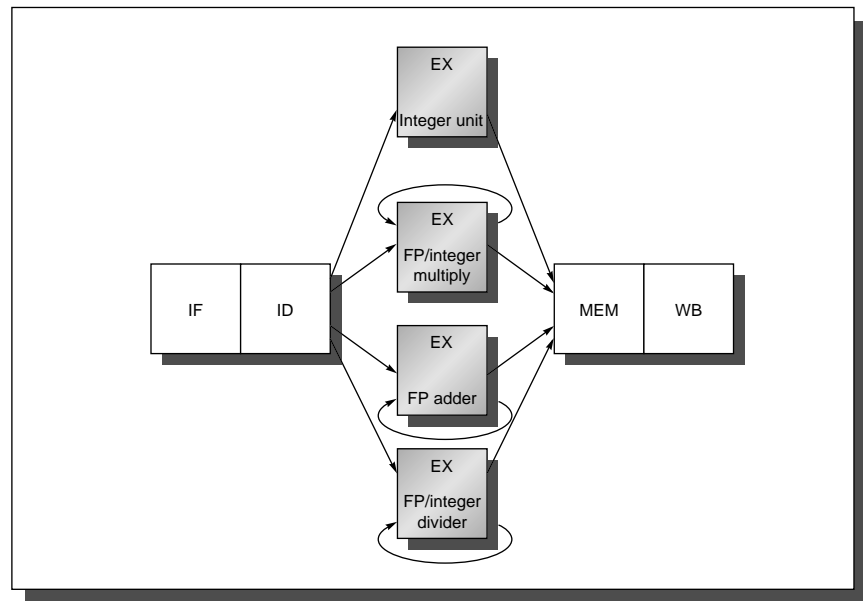 EX
Integer unit
EX
FP/integer
multiply
IF
ID
MEM
WB
EX
FP adder
EX
FP/integer
divider